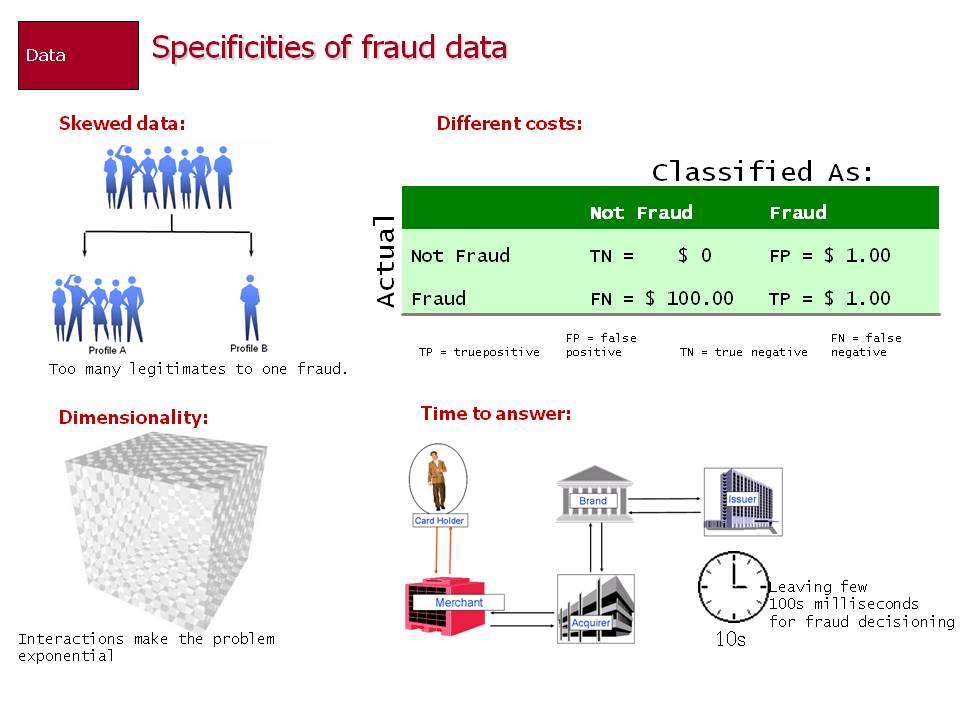 Data
Specificities of fraud data
Skewed data:
Profile A
Profile B
Too many legitimates to one fraud.
Different costs:
Classified As:
Actual
Not Fraud Fraud
Not Fraud TN = $ 0 FP = $ 1.00
Fraud FN = $ 100.00 TP = $ 1.00
TP = truepositive
FP = false
positive
TN = true negative
FN = false
negative
Dimensionality:
Interactions make the problem
exponential
Time to answer:
Card Holder
Brand
Issuer
Merchant
Acquirer
10s
Leaving few
100s milliseconds
for fraud decisioning